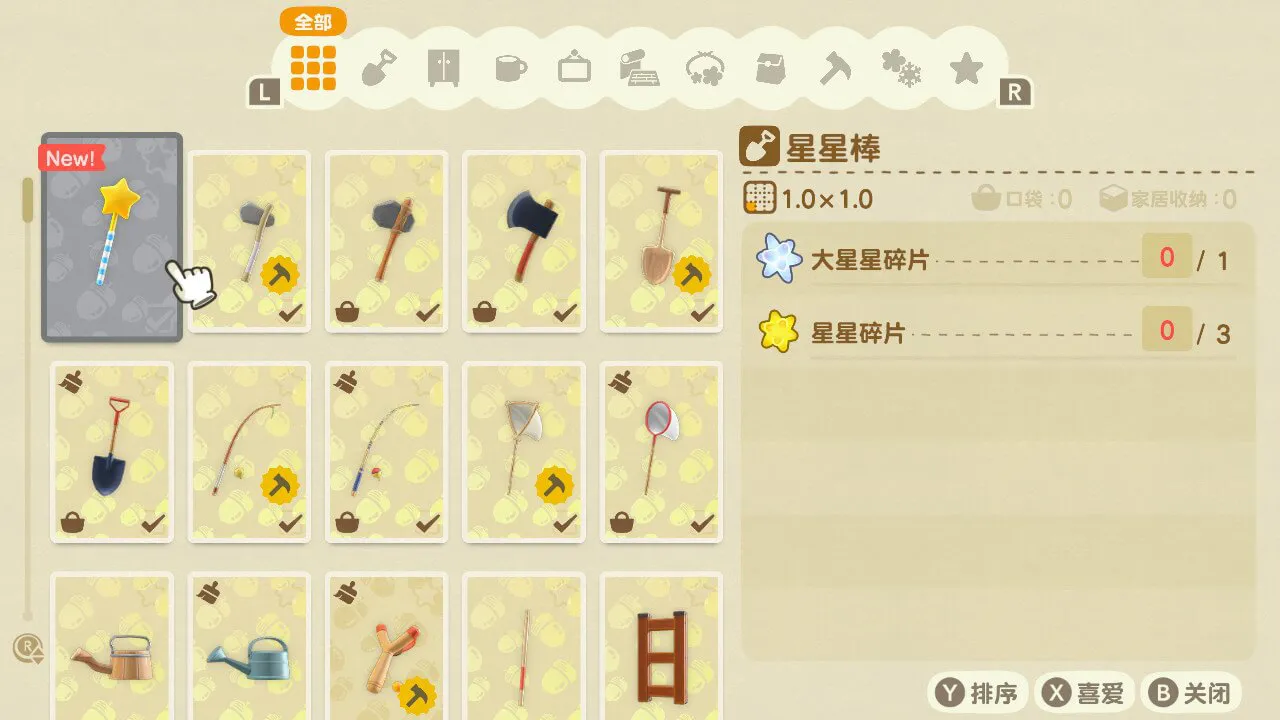 全部
L
R
New!
星星棒
1.0×1.0
口袋:0
家居收纳:0
大星星碎片 0 / 1
星星碎片 0 / 3
R
Y 排序
X 喜爱
B 关闭